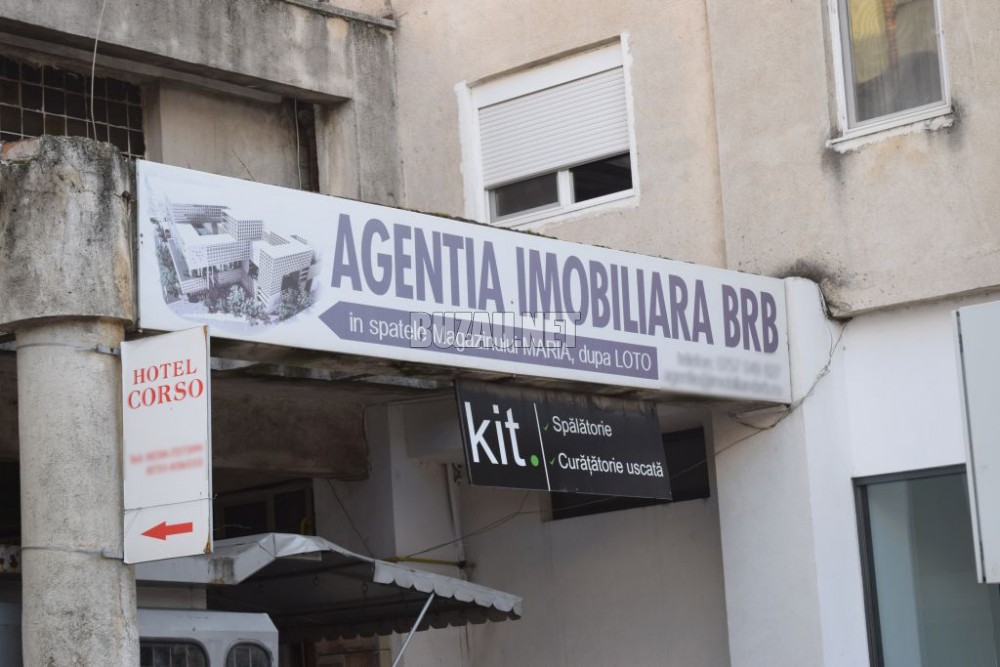 AGENTIA IMOBILIARA BRB
in spatele Magazinului MARIA, dupa LOTO
BUZAU.NET
HOTEL
CORSO
kit.
✓ Spălătorie
✓ Curățătorie uscată